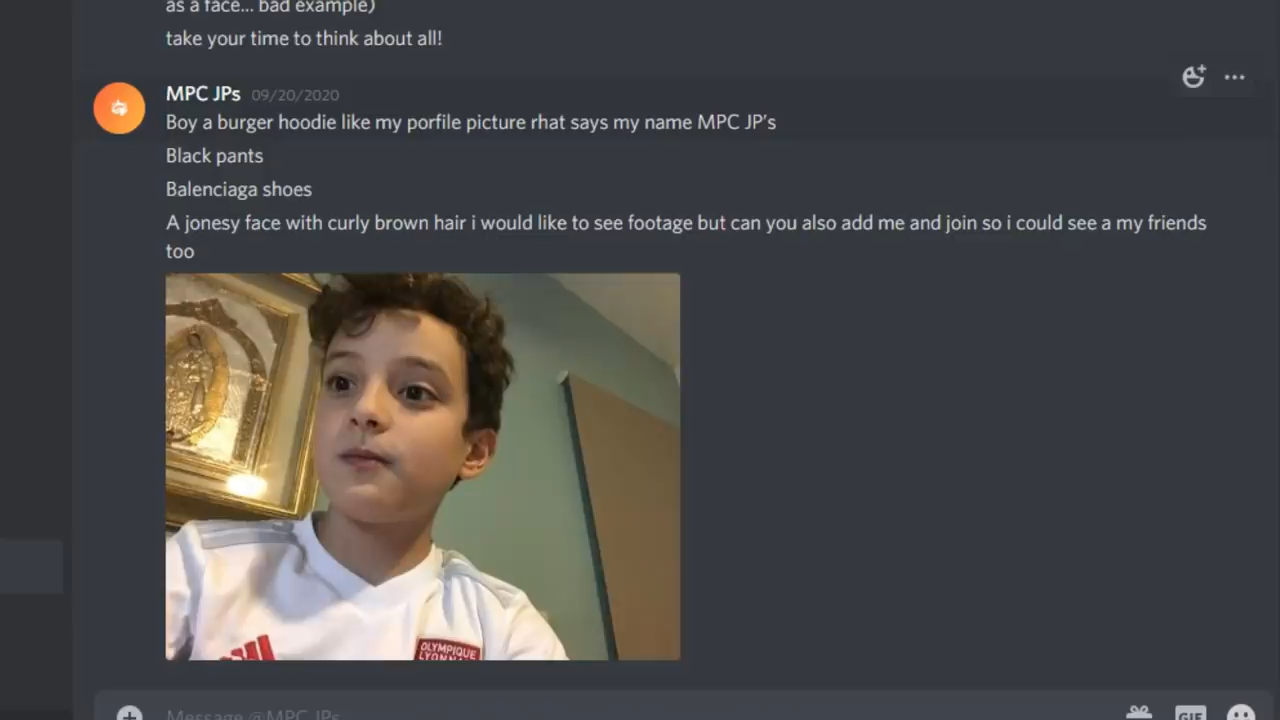 as a face... bad example)
take your time to think about all!
MPC JPs 09/20/2020
Boy a burger hoodie like my porfile picture rhat says my name MPC JP's
Black pants
Balenciaga shoes
A jonesy face with curly brown hair i would like to see footage but can you also add me and join so i could see a my friends
too
OLYMPIQUE
LYONNAIS
Message @MPC JPs
GIF